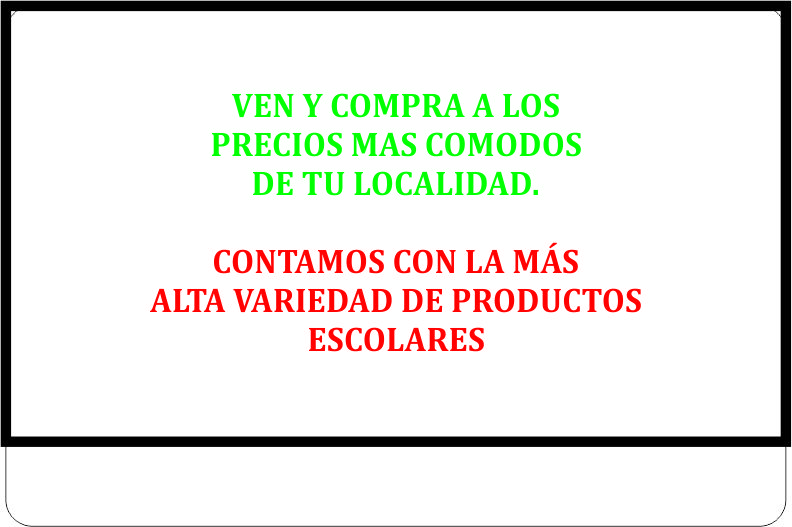 VEN Y COMPRA A LOS
PRECIOS MAS COMODOS
DE TU LOCALIDAD.
CONTAMOS CON LA MÁS
ALTA VARIEDAD DE PRODUCTOS
ESCOLARES